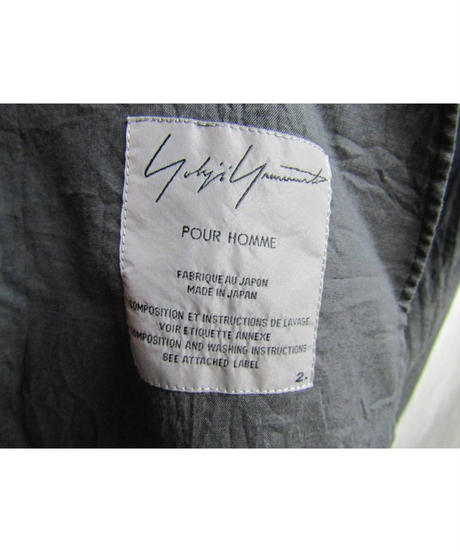 Yohji Yamamoto
POUR HOMME
FABRIQUE AU JAPON
MADE IN JAPAN
COMPOSITION ET INSTRUCTIONS DE LAVAGE
VOIR ETIQUETTE ANNEXE
COMPOSITION AND WASHING INSTRUCTIONS
SEE ATTACHED LABEL
2.